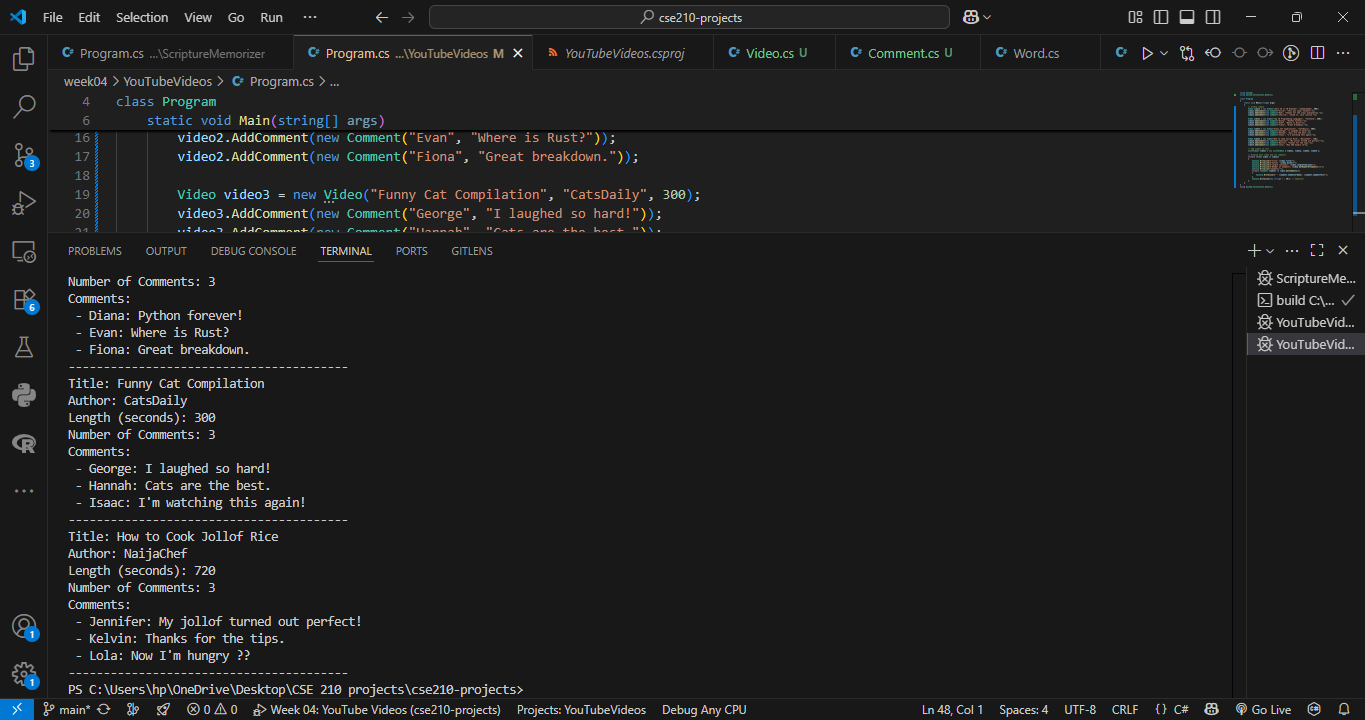 File Edit Selection View Go Run ··· cse210-projects
Program.cs ...\ScriptureMemorizer Program.cs ...\YouTubeVideos M YouTubeVideos.csproj Video.cs U Comment.cs U Word.cs
week04 > YouTubeVideos > Program.cs > ...
4 class Program
6 static void Main(string[] args)
16 video2.AddComment(new Comment("Evan", "Where is Rust?"));
17 video2.AddComment(new Comment("Fiona", "Great breakdown."));
18
19 Video video3 = new Video("Funny Cat Compilation", "CatsDaily", 300);
20 video3.AddComment(new Comment("George", "I laughed so hard!"));
21 video3.AddComment(new Comment("Hannah", "Cats are the best."));
PROBLEMS OUTPUT DEBUG CONSOLE TERMINAL PORTS GITLENS
Number of Comments: 3
Comments:
- Diana: Python forever!
- Evan: Where is Rust?
- Fiona: Great breakdown.
----------------------------------------
Title: Funny Cat Compilation
Author: CatsDaily
Length (seconds): 300
Number of Comments: 3
Comments:
- George: I laughed so hard!
- Hannah: Cats are the best.
- Isaac: I'm watching this again!
----------------------------------------
Title: How to Cook Jollof Rice
Author: NaijaChef
Length (seconds): 720
Number of Comments: 3
Comments:
- Jennifer: My jollof turned out perfect!
- Kelvin: Thanks for the tips.
- Lola: Now I'm hungry ??
----------------------------------------
PS C:\Users\hp\OneDrive\Desktop\CSE 210 projects\cse210-projects>
ScriptureMe...
build C:\...
YouTubeVid...
YouTubeVid...
3
6
1
1
main* 0 0 Week 04: YouTube Videos (cse210-projects) Projects: YouTubeVideos Debug Any CPU Ln 48, Col 1 Spaces: 4 UTF-8 CRLF {} C# Go Live